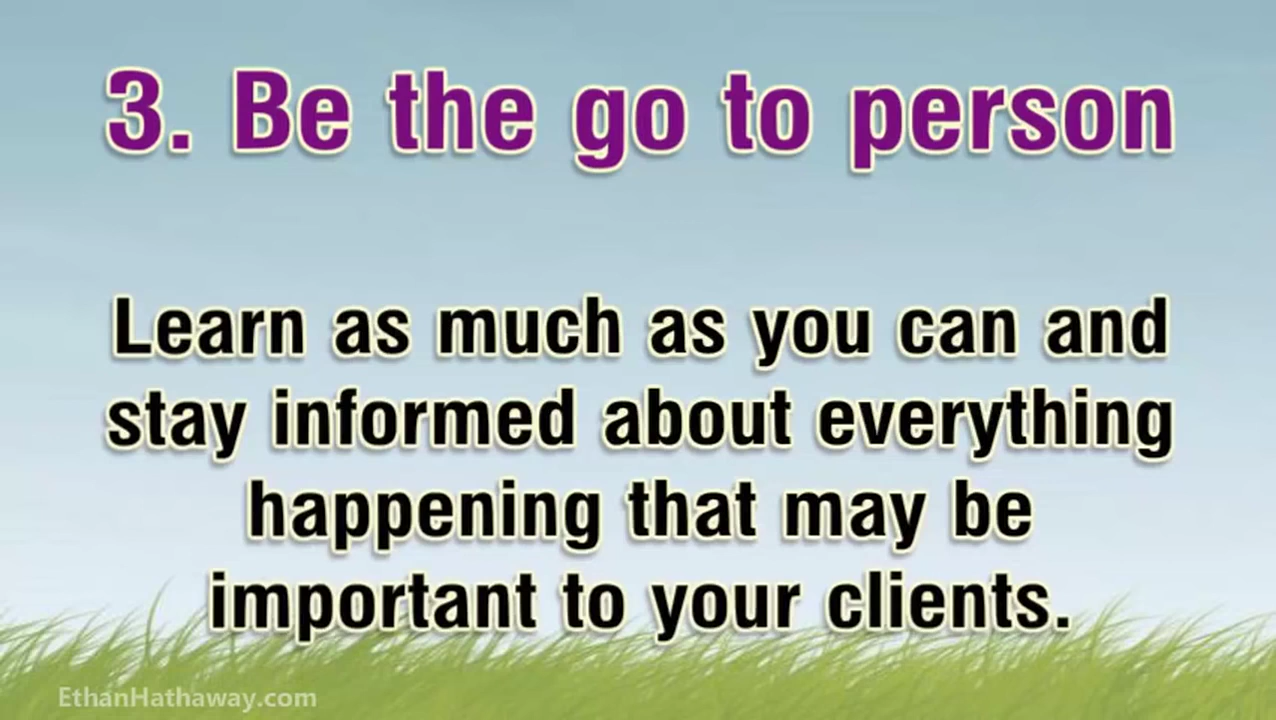 3. Be the go to person
Learn as much as you can and
stay informed about everything
happening that may be
important to your clients.
EthanHathaway.com